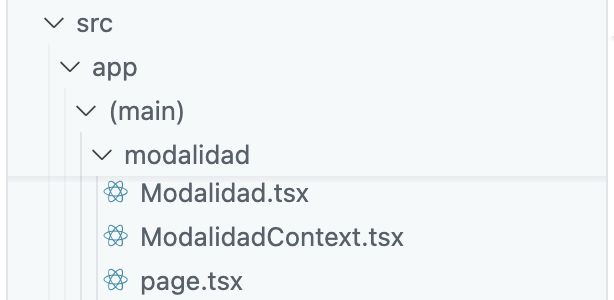 src
app
(main)
modalidad
Modalidad.tsx
ModalidadContext.tsx
page.tsx